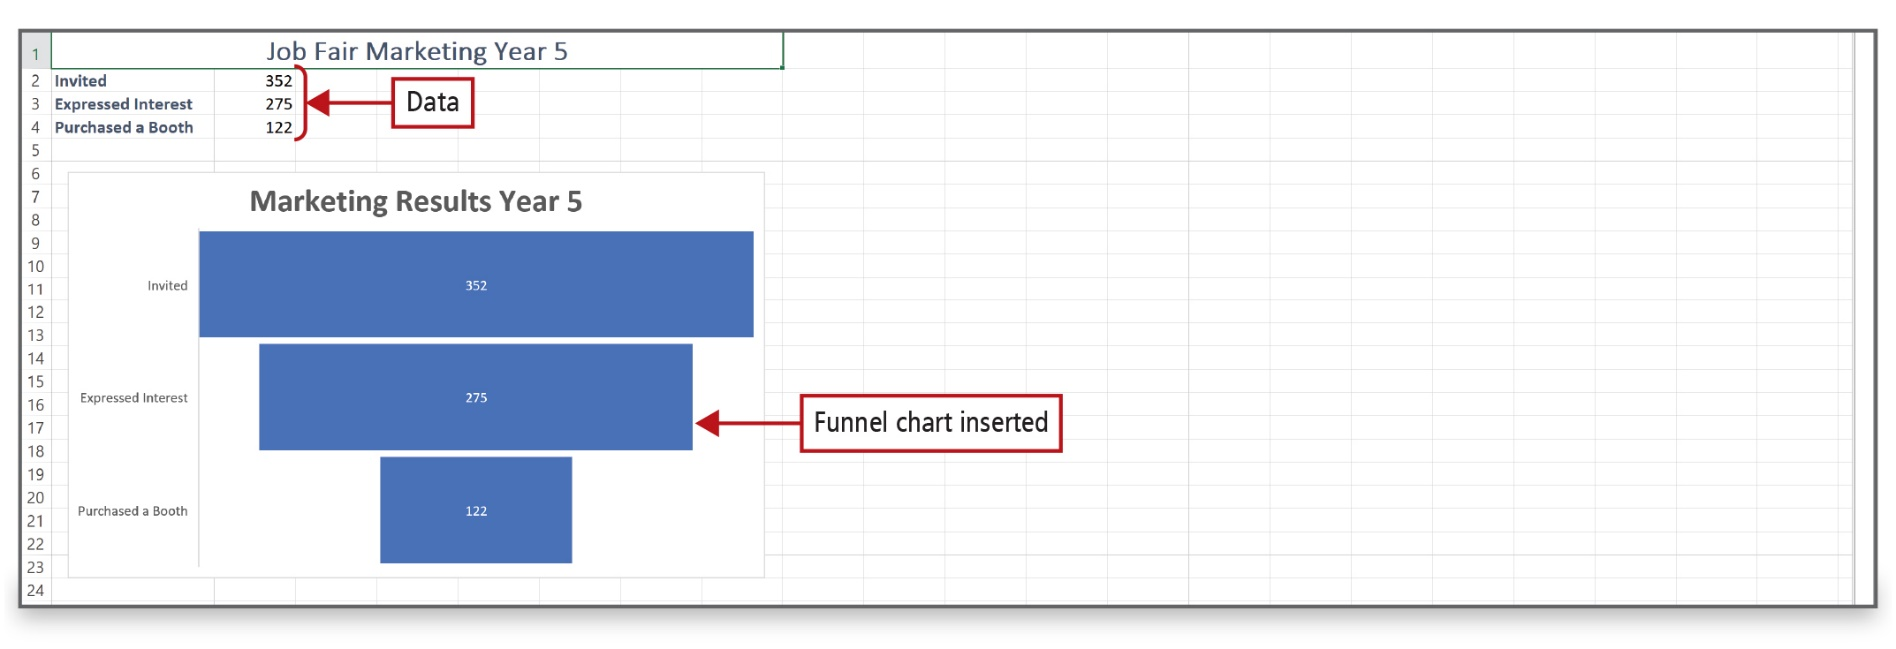 1 Job Fair Marketing Year 5
2 Invited 352
3 Expressed Interest 275
4 Purchased a Booth 122
Data
5
6
7
8
9
10
11
12
13
14
15
16
17
18
19
20
21
22
23
24
Marketing Results Year 5
Invited 352
Expressed Interest 275
Purchased a Booth 122
Funnel chart inserted